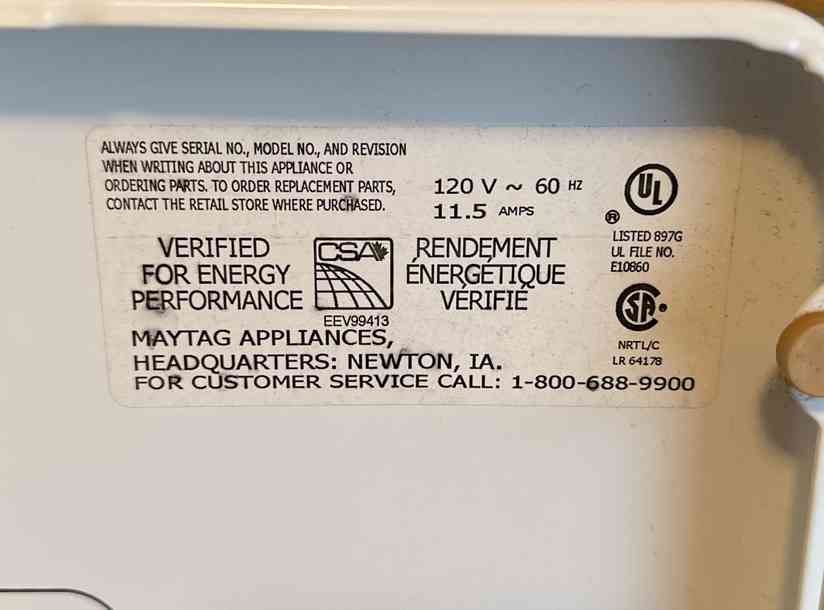 ALWAYS GIVE SERIAL NO., MODEL NO., AND REVISION
WHEN WRITING ABOUT THIS APPLIANCE OR
ORDERING PARTS. TO ORDER REPLACEMENT PARTS,
CONTACT THE RETAIL STORE WHERE PURCHASED.
120 V ~ 60 HZ
11.5 AMPS
UL
®
LISTED 897G
UL FILE NO.
E10860
VERIFIED
FOR ENERGY
PERFORMANCE
CSA
EEV99413
RENDEMENT
ÉNERGÉTIQUE
VÉRIFIÉ
SA
NRTL/C
LR 64178
MAYTAG APPLIANCES,
HEADQUARTERS: NEWTON, IA.
FOR CUSTOMER SERVICE CALL: 1-800-688-9900